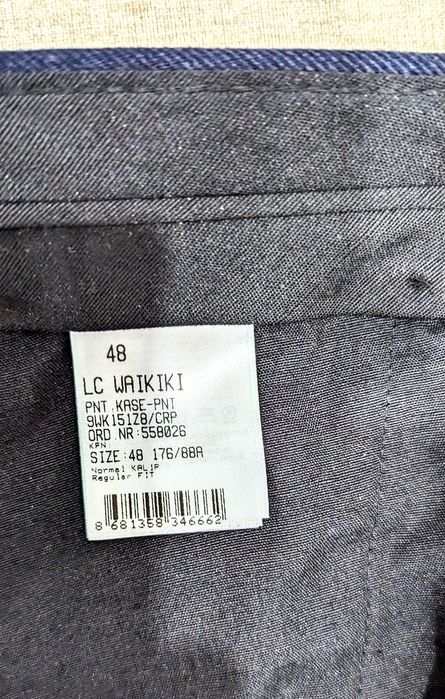 48
LC WAIKIKI
PNT.KASE-PNT
9WK151Z8/CRP
ORD NR:558026
KPN:
SIZE:48 176/88A
Normal KALIP
Regular FIT
8 681358 346662